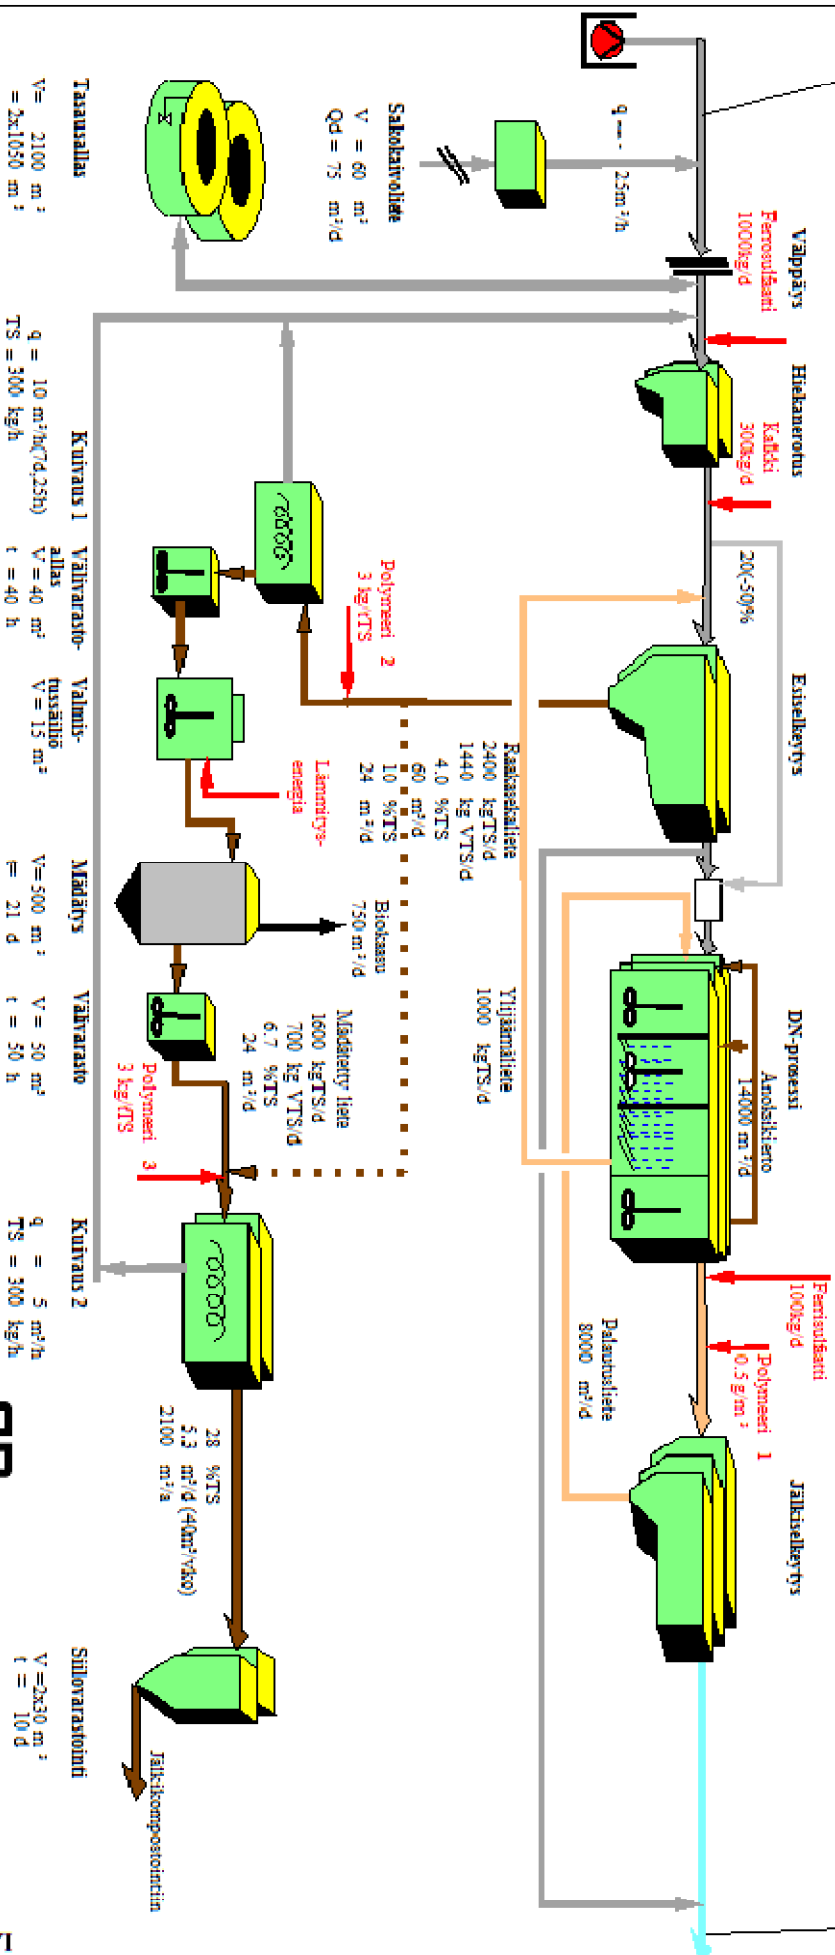 Välppäys
Ferrosulfaatti
1000kg/d
Hiekanerotus
Kalkki
300kg/d
20(-50)%
Esiselkeytys
DN-prosessi
Anoksikierto
14000 m³/d
Ferrisulfaatti
100kg/d
Polymeeri 1
0.5 g/m³
Jälkiselkeytys
25m³/h
Sakokaivoliete
V = 60 m³
Qd = 75 m³/d
Raakasekaliete
2400 kgTS/d
1440 kg VTS/d
4.0 %TS
60 m³/d
10 %TS
24 m³/d
Ylijäämäliete
1000 kgTS/d
Palautusliete
8000 m³/d
Polymeeri 2
3 kg/tTS
Lämmitys-
energia
Biokaasu
750 m³/d
Mädätetty liete
1600 kgTS/d
700 kg VTS/d
6.7 %TS
24 m³/d
Polymeeri 3
3 kg/tTS
28 %TS
5.3 m³/d (40m³/vko)
2100 m³/a
Jälkikompostointiin
Tasausallas
V= 2100 m³
= 2x1050 m³
Kuivaus 1
q = 10 m³/h(7d,25h)
TS = 300 kg/h
Välivarasto-
allas
V = 40 m³
t = 40 h
Valmis-
tussäiliö
V = 15 m³
Mädätys
V= 500 m³
t= 21 d
Välivarasto
V = 50 m³
t = 50 h
Kuivaus 2
q = 5 m³/h
TS = 300 kg/h
Siilovarastointi
V =2x30 m³
t = 10 d